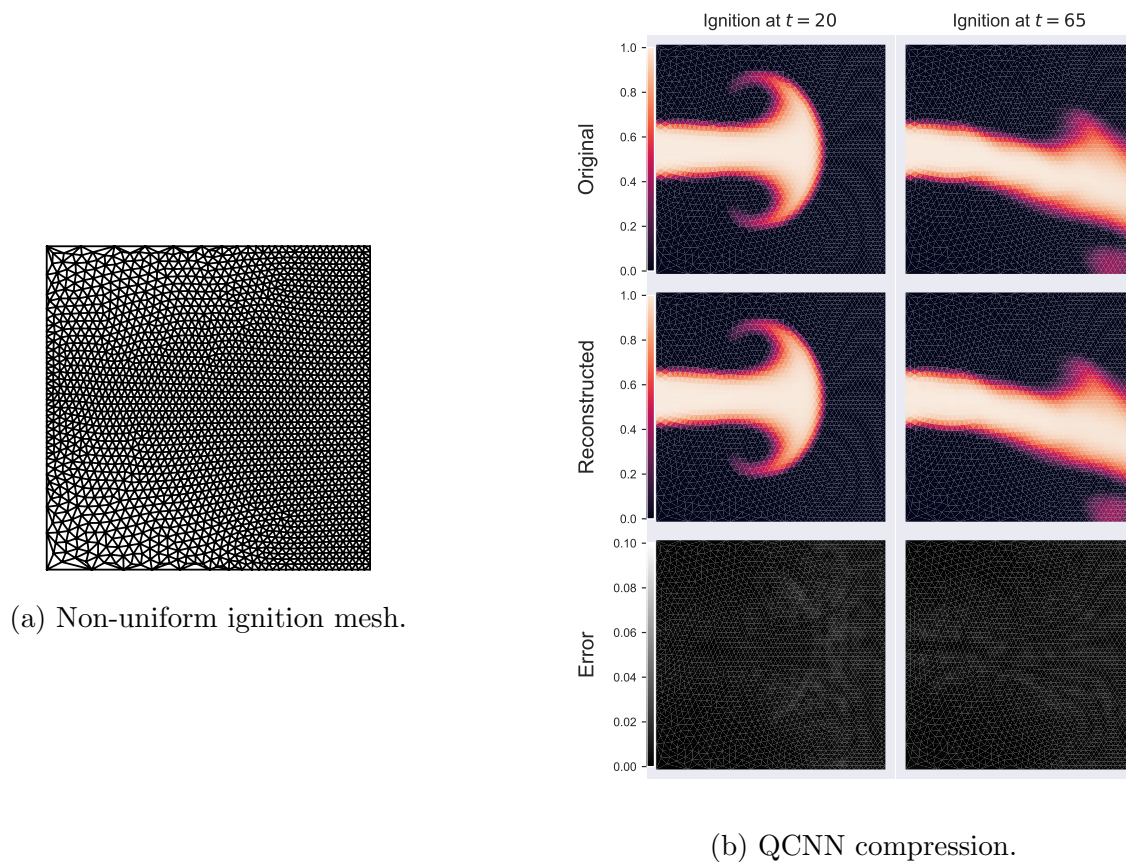 Ignition at t = 20
Ignition at t = 65
Original
1.0
0.8
0.6
0.4
0.2
0.0
Reconstructed
1.0
0.8
0.6
0.4
0.2
0.0
Error
0.10
0.08
0.06
0.04
0.02
0.00
(a) Non-uniform ignition mesh.
(b) QCNN compression.